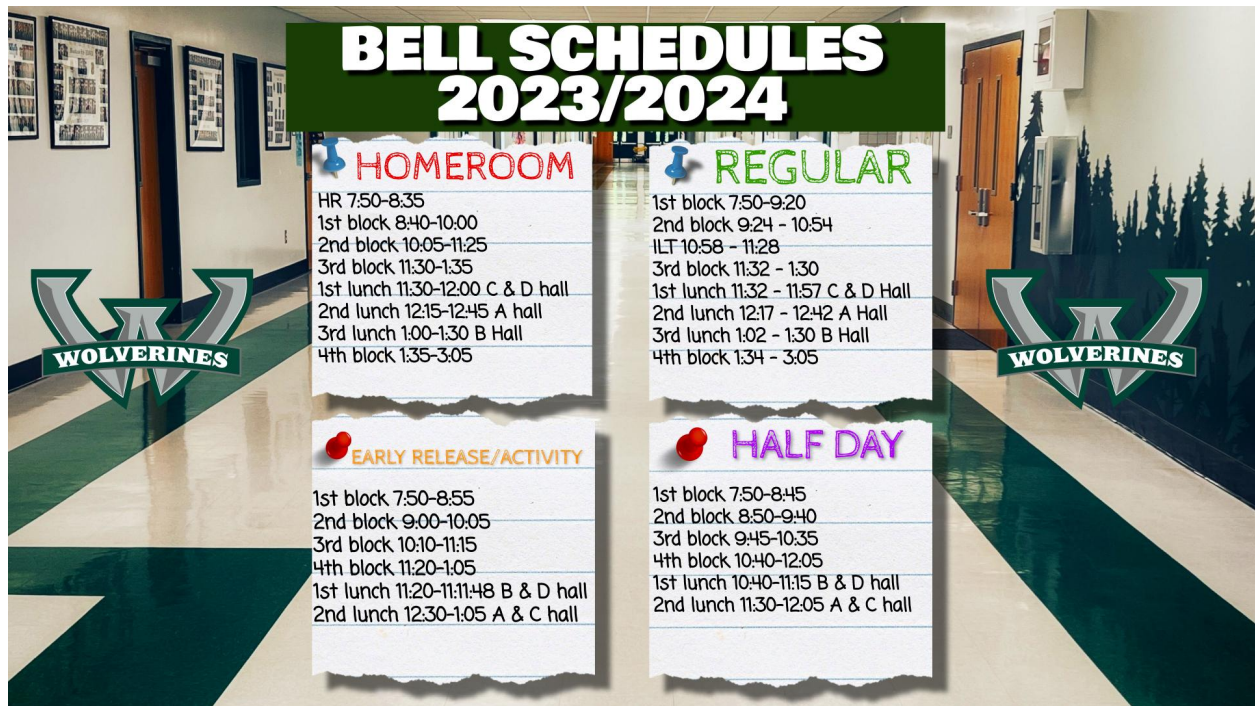 BELL SCHEDULES
2023/2024
HOMEROOM
HR 7:50-8:35
1st block 8:40-10:00
2nd block 10:05-11:25
3rd block 11:30-1:35
1st lunch 11:30-12:00 C & D hall
2nd lunch 12:15-12:45 A hall
3rd lunch 1:00-1:30 B Hall
4th block 1:35-3:05
REGULAR
1st block 7:50-9:20
2nd block 9:24 - 10:54
ILT 10:58 - 11:28
3rd block 11:32 - 1:30
1st lunch 11:32 - 11:57 C & D Hall
2nd lunch 12:17 - 12:42 A Hall
3rd lunch 1:02 - 1:30 B Hall
4th block 1:34 - 3:05
EARLY RELEASE/ACTIVITY
1st block 7:50-8:55
2nd block 9:00-10:05
3rd block 10:10-11:15
4th block 11:20-1:05
1st lunch 11:20-11:11:48 B & D hall
2nd lunch 12:30-1:05 A & C hall
HALF DAY
1st block 7:50-8:45
2nd block 8:50-9:40
3rd block 9:45-10:35
4th block 10:40-12:05
1st lunch 10:40-11:15 B & D hall
2nd lunch 11:30-12:05 A & C hall
W
WOLVERINES
W
WOLVERINES